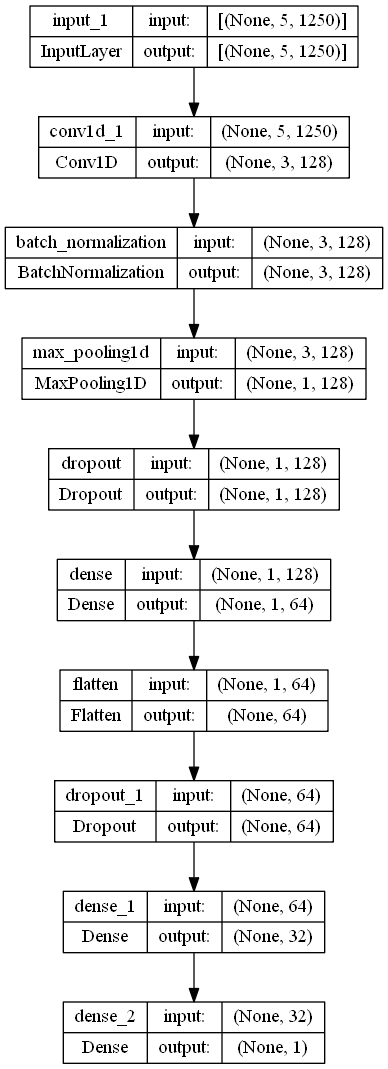 input_1 input: [(None, 5, 1250)]
InputLayer output: [(None, 5, 1250)]
conv1d_1 input: (None, 5, 1250)
Conv1D output: (None, 3, 128)
batch_normalization input: (None, 3, 128)
BatchNormalization output: (None, 3, 128)
max_pooling1d input: (None, 3, 128)
MaxPooling1D output: (None, 1, 128)
dropout input: (None, 1, 128)
Dropout output: (None, 1, 128)
dense input: (None, 1, 128)
Dense output: (None, 1, 64)
flatten input: (None, 1, 64)
Flatten output: (None, 64)
dropout_1 input: (None, 64)
Dropout output: (None, 64)
dense_1 input: (None, 64)
Dense output: (None, 32)
dense_2 input: (None, 32)
Dense output: (None, 1)